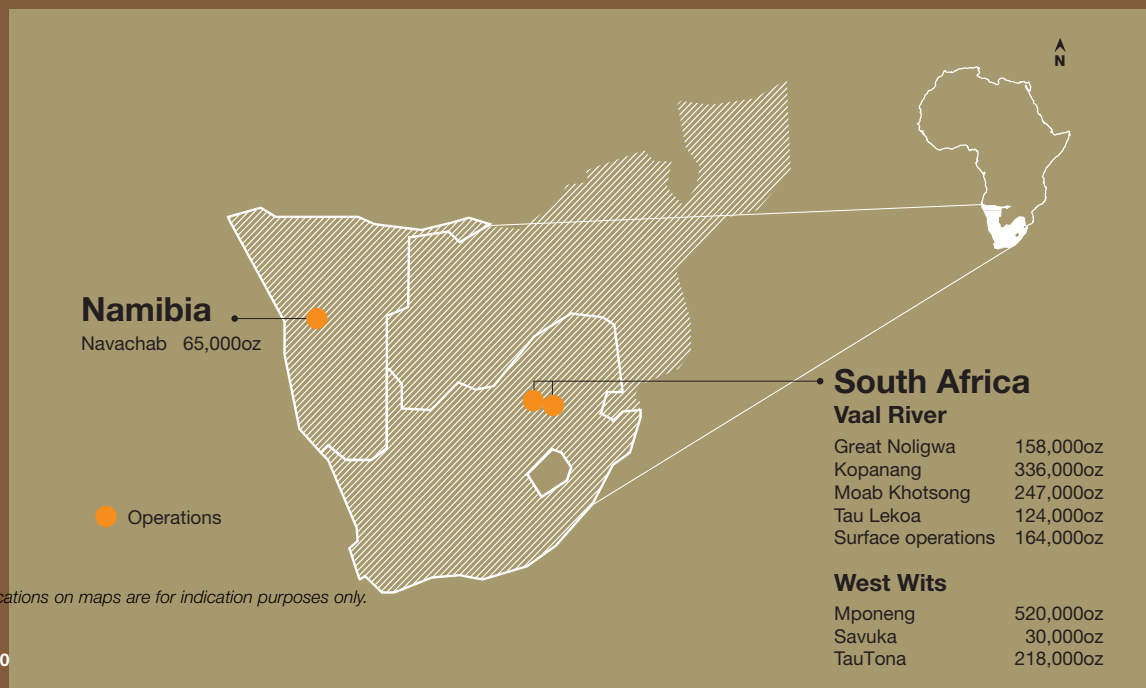 N
Namibia
Navachab 65,000oz
South Africa
Vaal River
Great Noligwa 158,000oz
Kopanang 336,000oz
Moab Khotsong 247,000oz
Tau Lekoa 124,000oz
Surface operations 164,000oz
Operations
West Wits
Mponeng 520,000oz
Savuka 30,000oz
TauTona 218,000oz
on maps are for indication purposes only.